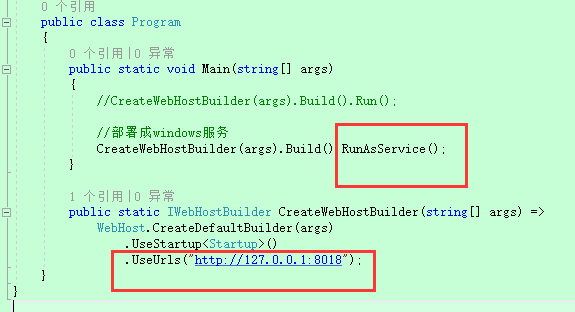 0 个引用
public class Program
{
0 个引用|0 异常
public static void Main(string[] args)
{
//CreateWebHostBuilder(args).Build().Run();
//部署成windows服务
CreateWebHostBuilder(args).Build().RunAsService();
}
1 个引用|0 异常
public static IWebHostBuilder CreateWebHostBuilder(string[] args) =>
WebHost.CreateDefaultBuilder(args)
.UseStartup<Startup>()
.UseUrls("http://127.0.0.1:8018");
}
}